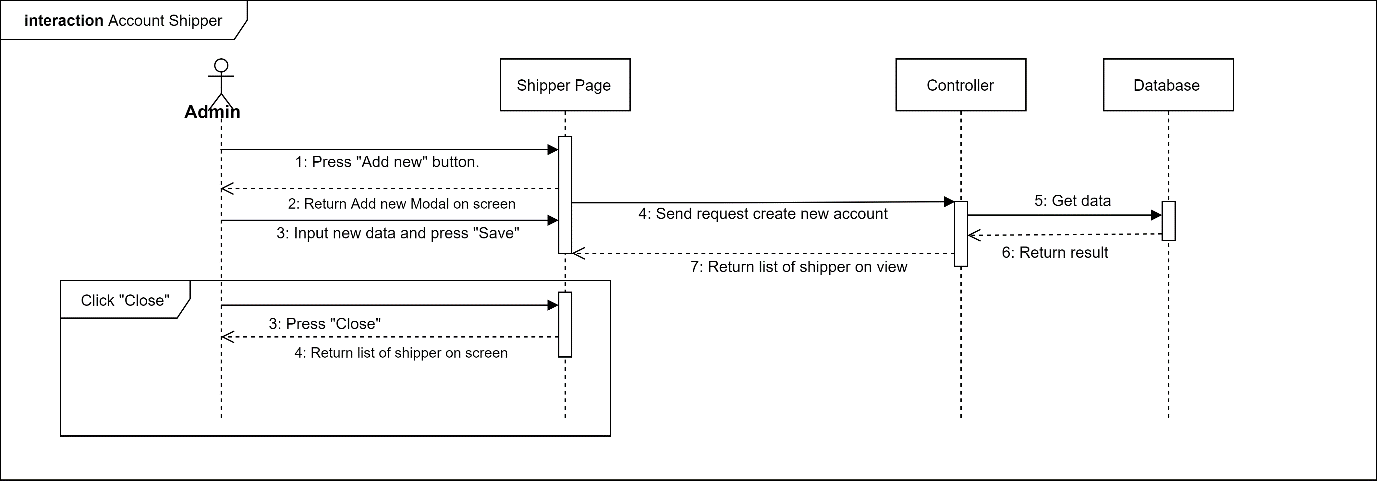 interaction Account Shipper
Admin
Shipper Page
Controller
Database
1: Press "Add new" button.
2: Return Add new Modal on screen
3: Input new data and press "Save"
4: Send request create new account
5: Get data
6: Return result
7: Return list of shipper on view
Click "Close"
3: Press "Close"
4: Return list of shipper on screen